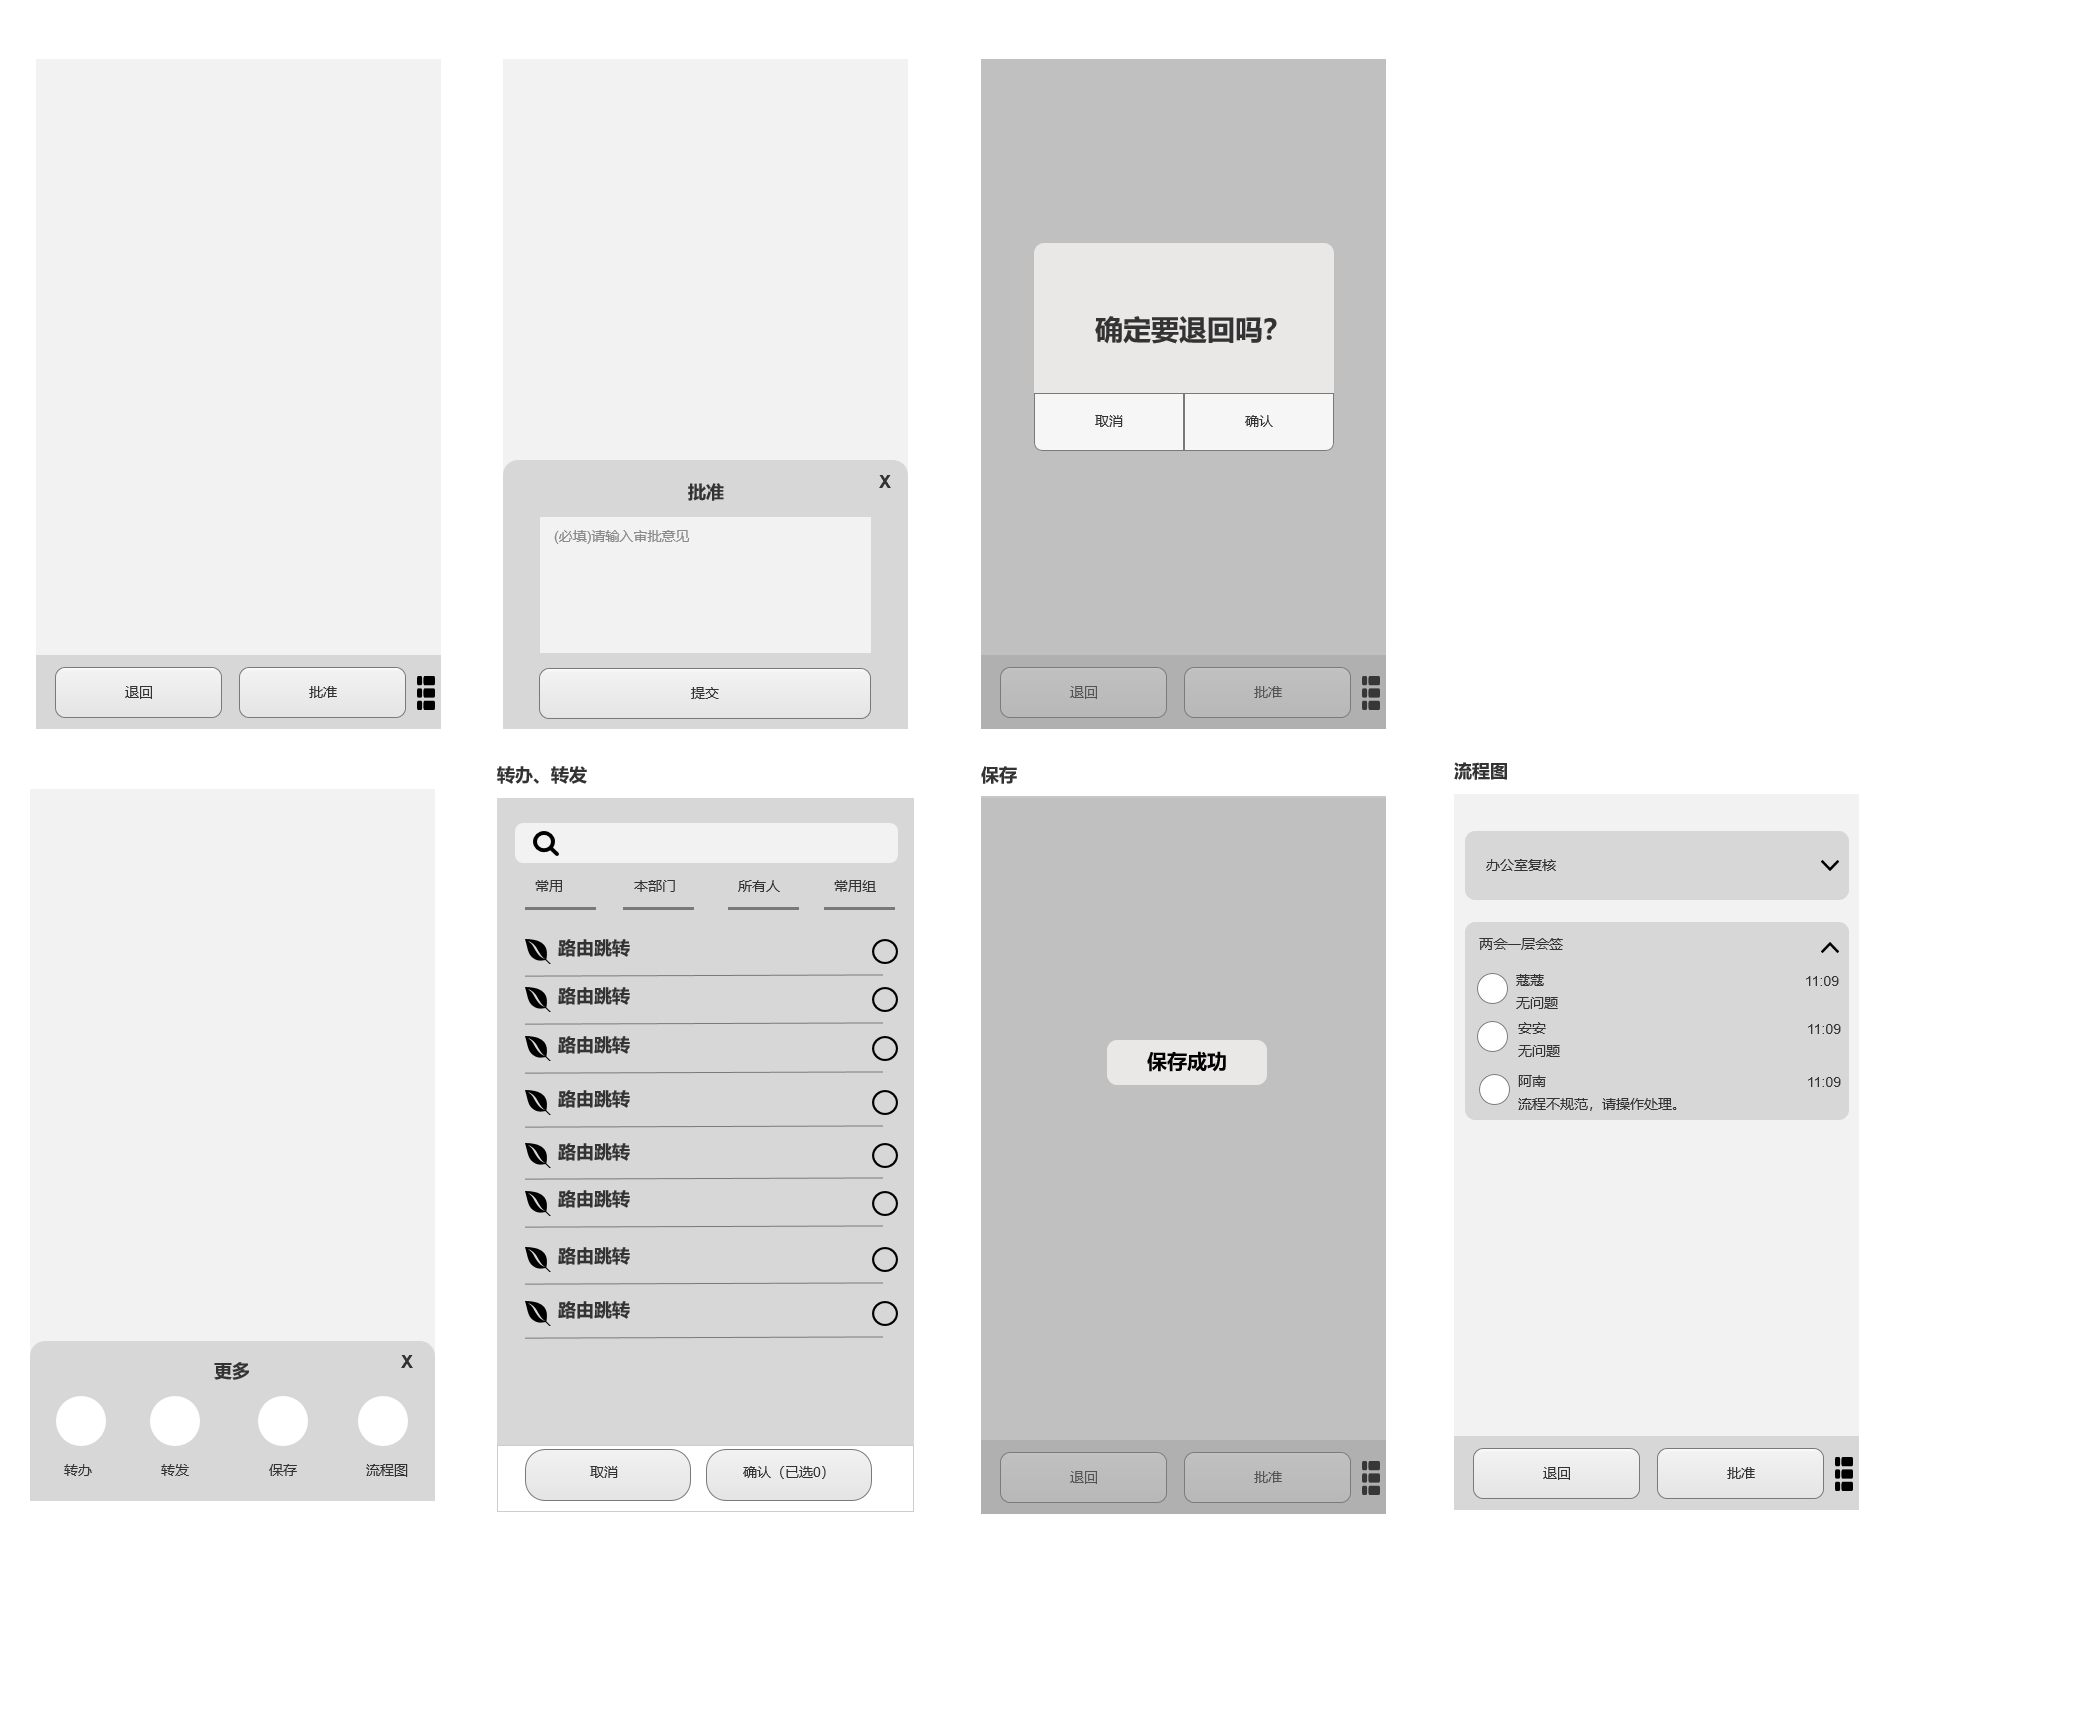 退回
批准
批准
X
(必填)请输入审批意见
提交
确定要退回吗？
取消
确认
退回
批准
更多
X
转办
转发
保存
流程图
转办、转发
常用
本部门
所有人
常用组
路由跳转
路由跳转
路由跳转
路由跳转
路由跳转
路由跳转
路由跳转
路由跳转
取消
确认（已选0）
保存
保存成功
退回
批准
流程图
办公室复核
两会一层会签
蔻蔻
11:09
无问题
安安
11:09
无问题
阿南
11:09
流程不规范，请操作处理。
退回
批准